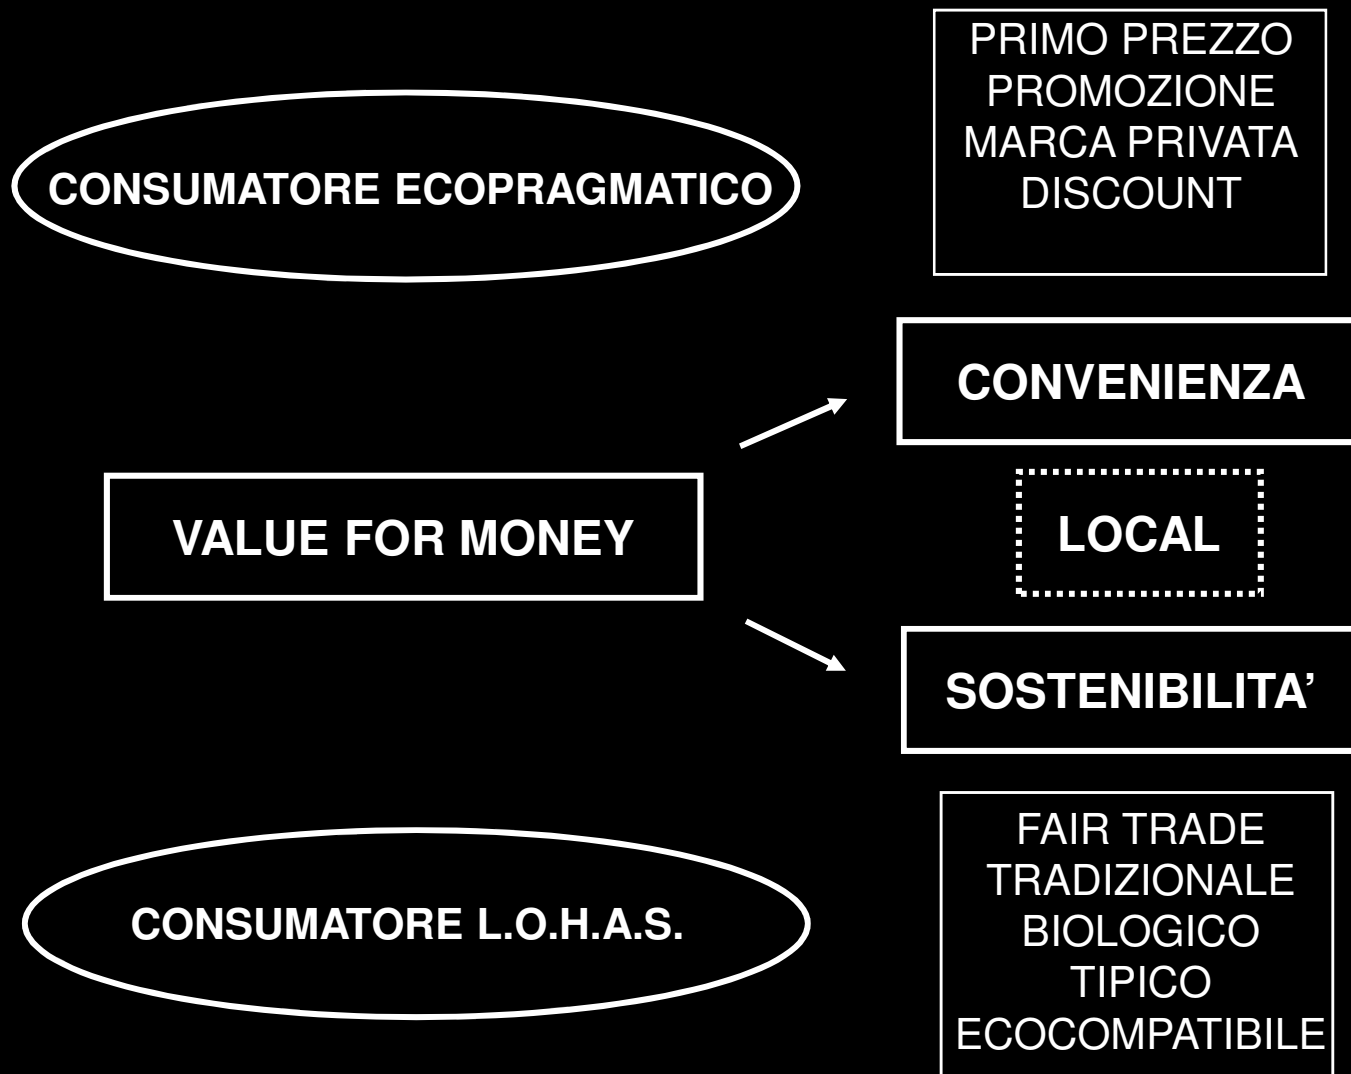 PRIMO PREZZO
PROMOZIONE
MARCA PRIVATA
DISCOUNT
CONSUMATORE ECOPRAGMATICO
CONVENIENZA
VALUE FOR MONEY
LOCAL
SOSTENIBILITA’
CONSUMATORE L.O.H.A.S.
FAIR TRADE
TRADIZIONALE
BIOLOGICO
TIPICO
ECOCOMPATIBILE